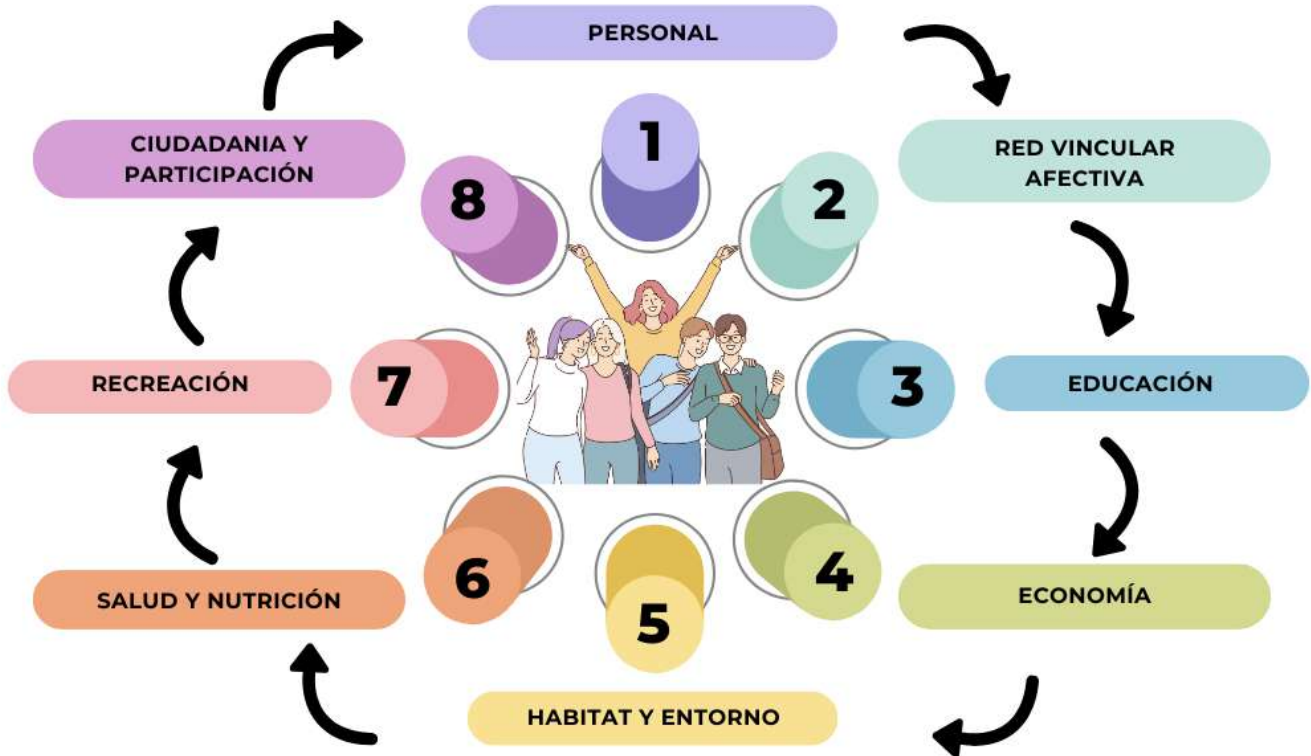 PERSONAL
1
RED VINCULAR
AFECTIVA
2
EDUCACIÓN
3
ECONOMÍA
4
HABITAT Y ENTORNO
5
SALUD Y NUTRICIÓN
6
RECREACIÓN
7
CIUDADANIA Y
PARTICIPACIÓN
8